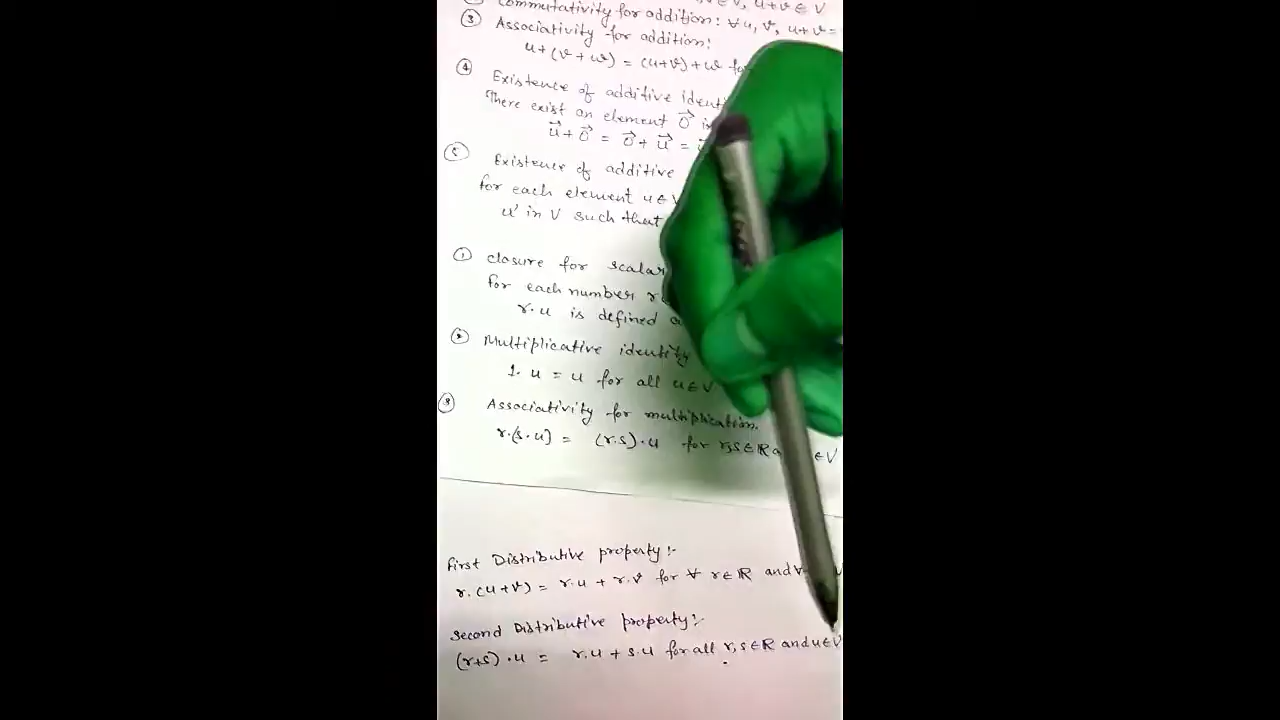 ∈ V, u+v ∈ V
Commutativity for addition: ∀ u, v, u+v =
③ Associativity for addition:
u+(v+w) = (u+v)+w for
④ Existence of additive
There exist an element 0⃗ in
u⃗ + 0⃗ = 0⃗ + u⃗ =
⑤ Existence of additive
for each element u ∈ V
u' in V such that
① closure for scalar
for each number r
r.u is defined
② Multiplicative identity
1. u = u for all u ∈ V
③ Associativity for multiplication.
r.(s.u) = (r.s).u for r,s ∈ ℝ ∈ V
First Distributive property:-
r.(u+v) = r.u + r.v for ∀ r ∈ ℝ and ∀
Second Distributive property:-
(r+s).u = r.u + s.u for all r,s ∈ ℝ and u ∈ V